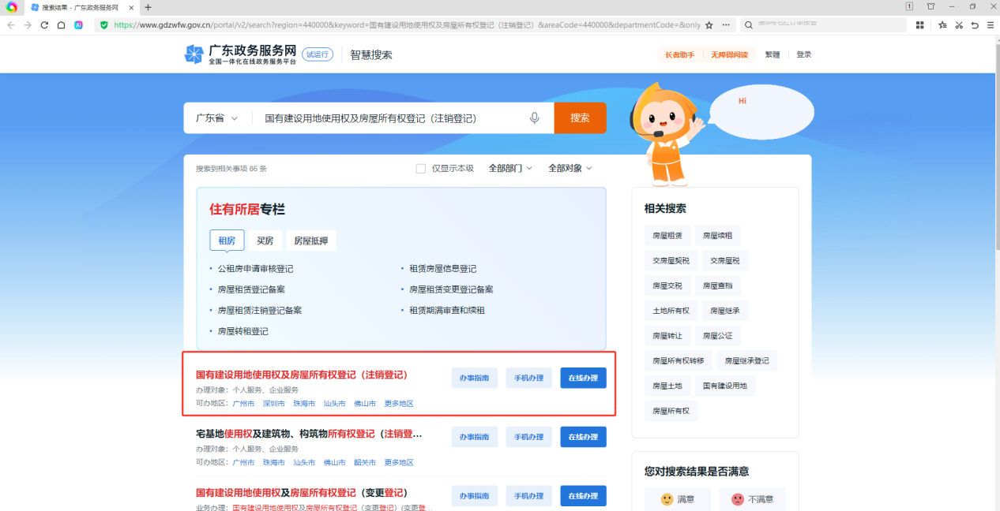 搜索结果 - 广东政务服务网
https://www.gdzwfw.gov.cn/portal/v2/search?region=440000&keyword=国有建设用地使用权及房屋所有权登记（注销登记）&areaCode=440000&departmentCode=&only
广东政务服务网
全国一体化在线政务服务平台
试运行
智慧搜索
长者助手
无障碍阅读
繁體
登录
广东省
国有建设用地使用权及房屋所有权登记（注销登记）
搜索
Hi
搜索到相关事项 86 条
仅显示本级
全部部门
全部对象
住有所居专栏
租房
买房
房屋抵押
· 公租房申请审核登记
· 租赁房屋信息登记
· 房屋租赁登记备案
· 房屋租赁变更登记备案
· 房屋租赁注销登记备案
· 租赁期满审查和续租
· 房屋转租登记
国有建设用地使用权及房屋所有权登记（注销登记）
办事指南
手机办理
在线办理
办理对象：个人服务、企业服务
可办地区：广州市 深圳市 珠海市 汕头市 佛山市 更多地区
宅基地使用权及建筑物、构筑物所有权登记（注销登...
办事指南
手机办理
在线办理
办理对象：个人服务、企业服务
可办地区：广州市 珠海市 汕头市 佛山市 韶关市 更多地区
国有建设用地使用权及房屋所有权登记（变更登记）
办事指南
手机办理
在线办理
业务办理：国有建设用地使用权及房屋所有权登记（变更登记）(变更登...
相关搜索
房屋租赁 房屋续租
交房屋契税 交房屋税
房屋交税 房屋查档
土地所有权 房屋继承
房屋转让 房屋公证
房屋所有权转移 房屋继承登记
房屋土地 国有建设用地
房屋所有权
您对搜索结果是否满意
满意
不满意